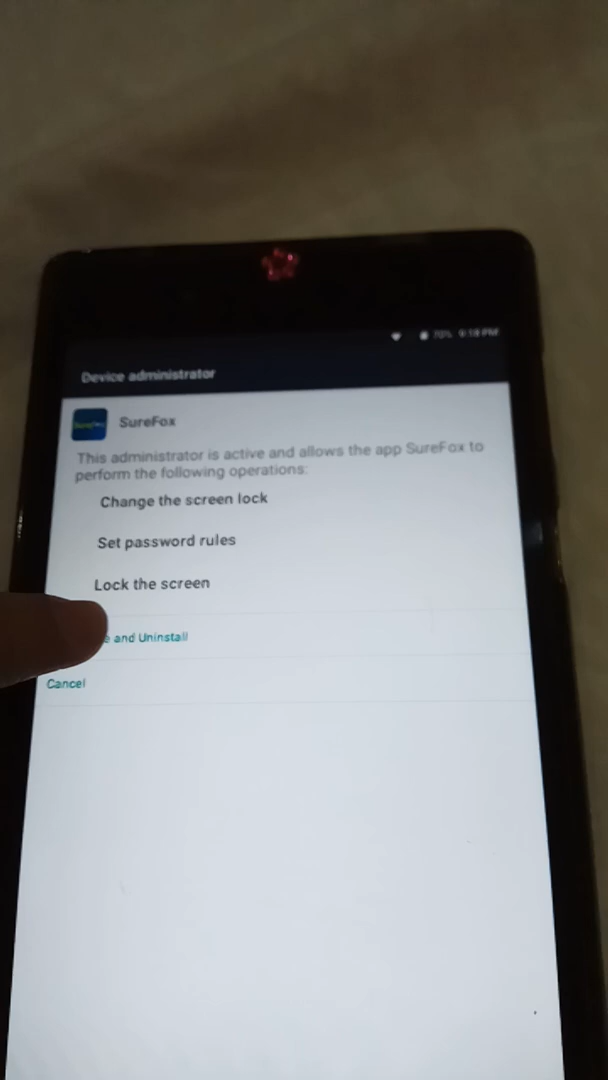 70% 9:18 PM
Device administrator
SureFox
This administrator is active and allows the app SureFox to
perform the following operations:
Change the screen lock
Set password rules
Lock the screen
e and Uninstall
Cancel